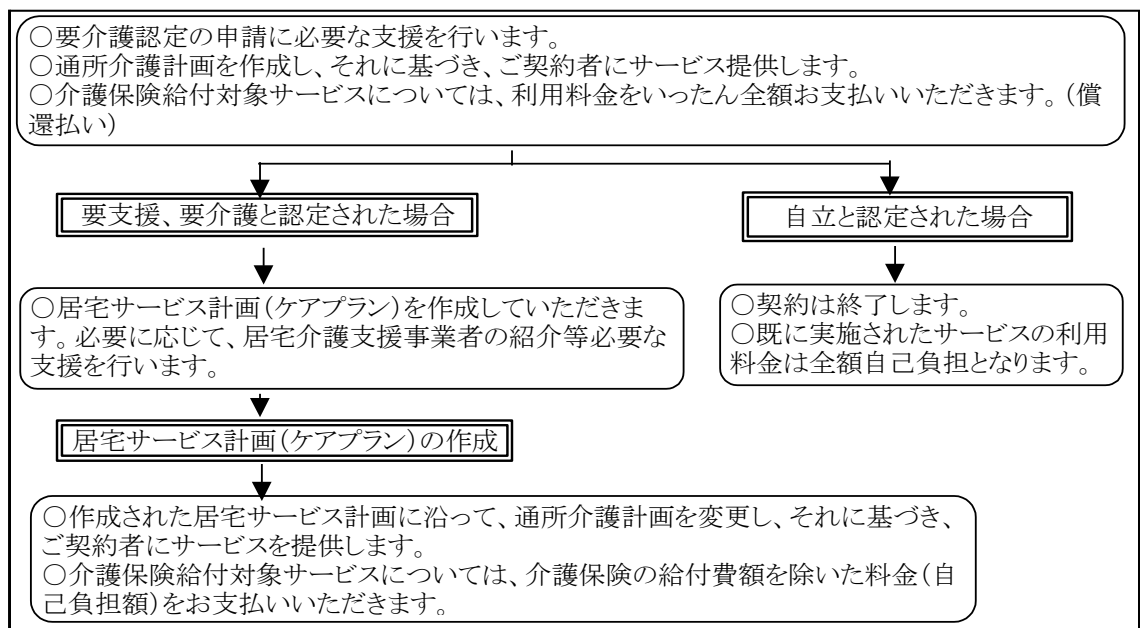 ○要介護認定の申請に必要な支援を行います。
○通所介護計画を作成し、それに基づき、ご契約者にサービス提供します。
○介護保険給付対象サービスについては、利用料金をいったん全額お支払いいただきます。(償
還払い)
要支援、要介護と認定された場合
自立と認定された場合
○居宅サービス計画(ケアプラン)を作成していただきま
す。必要に応じて、居宅介護支援事業者の紹介等必要な
支援を行います。
○契約は終了します。
○既に実施されたサービスの利用
料金は全額自己負担となります。
居宅サービス計画(ケアプラン)の作成
○作成された居宅サービス計画に沿って、通所介護計画を変更し、それに基づき、
ご契約者にサービスを提供します。
○介護保険給付対象サービスについては、介護保険の給付費額を除いた料金(自
己負担額)をお支払いいただきます。